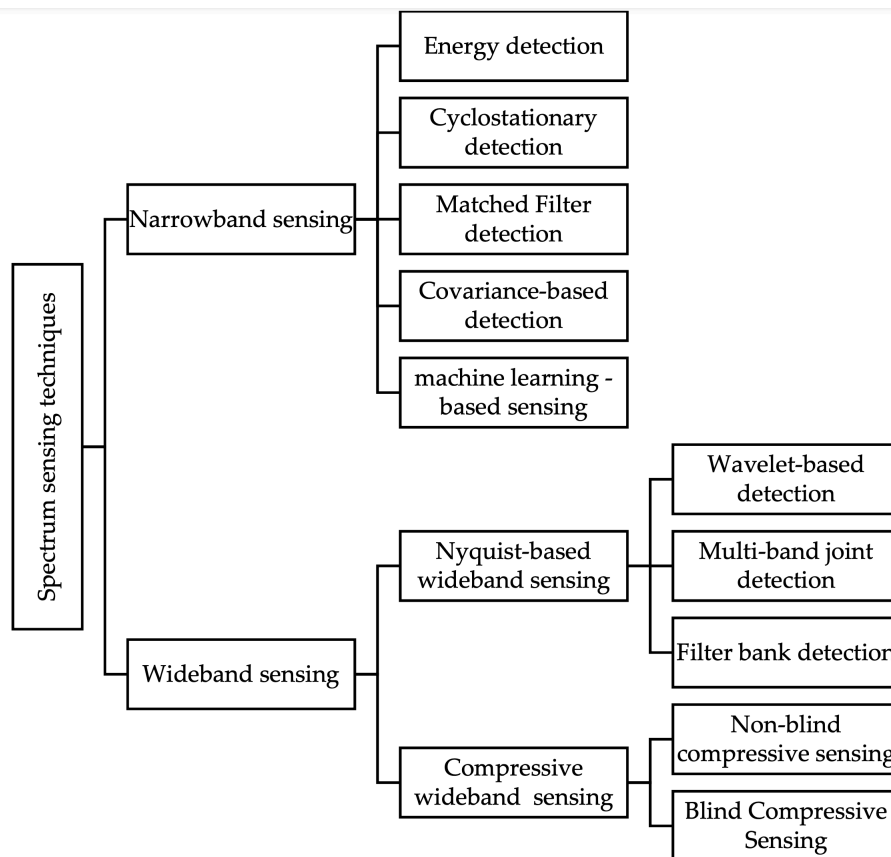 Spectrum sensing techniques
Narrowband sensing
Energy detection
Cyclostationary
detection
Matched Filter
detection
Covariance-based
detection
machine learning -
based sensing
Wideband sensing
Nyquist-based
wideband sensing
Wavelet-based
detection
Multi-band joint
detection
Filter bank detection
Compressive
wideband  sensing
Non-blind
compressive sensing
Blind Compressive
Sensing